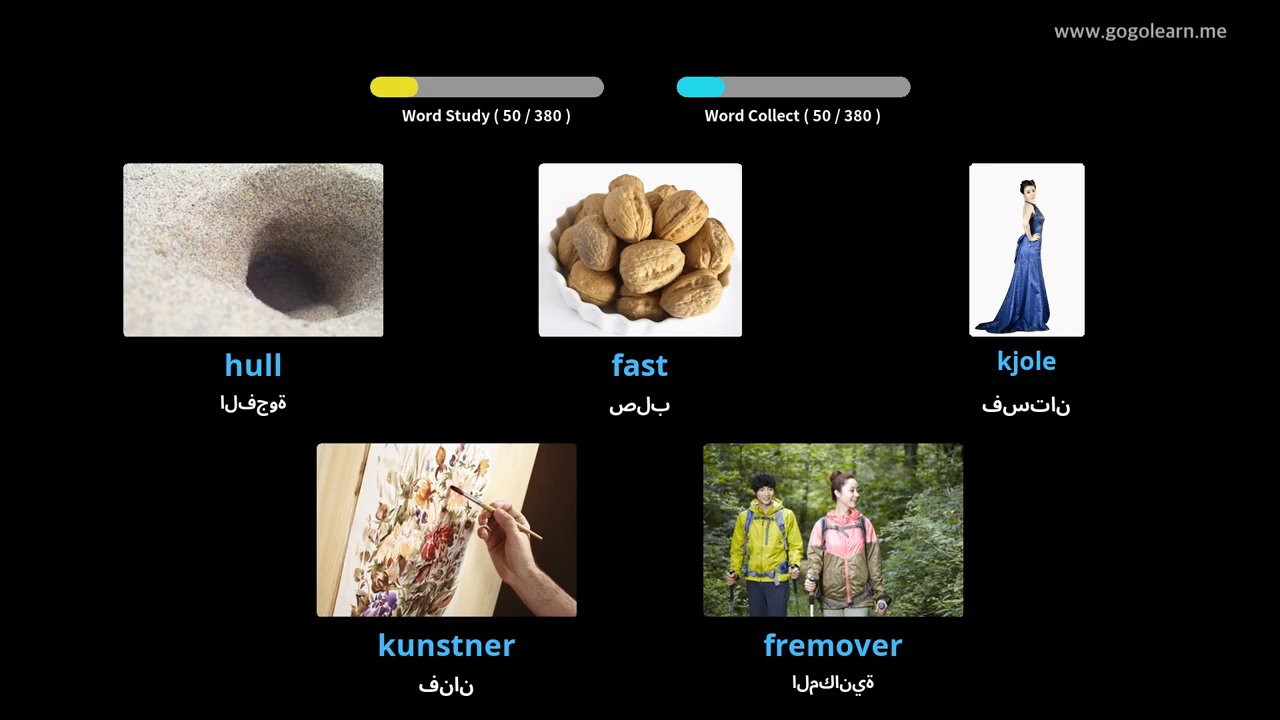 www.gogolearn.me
Word Study ( 50 / 380 )
Word Collect ( 50 / 380 )
hull
الفجوة
fast
صلب
kjole
فستان
kunstner
فنان
fremover
المكانية